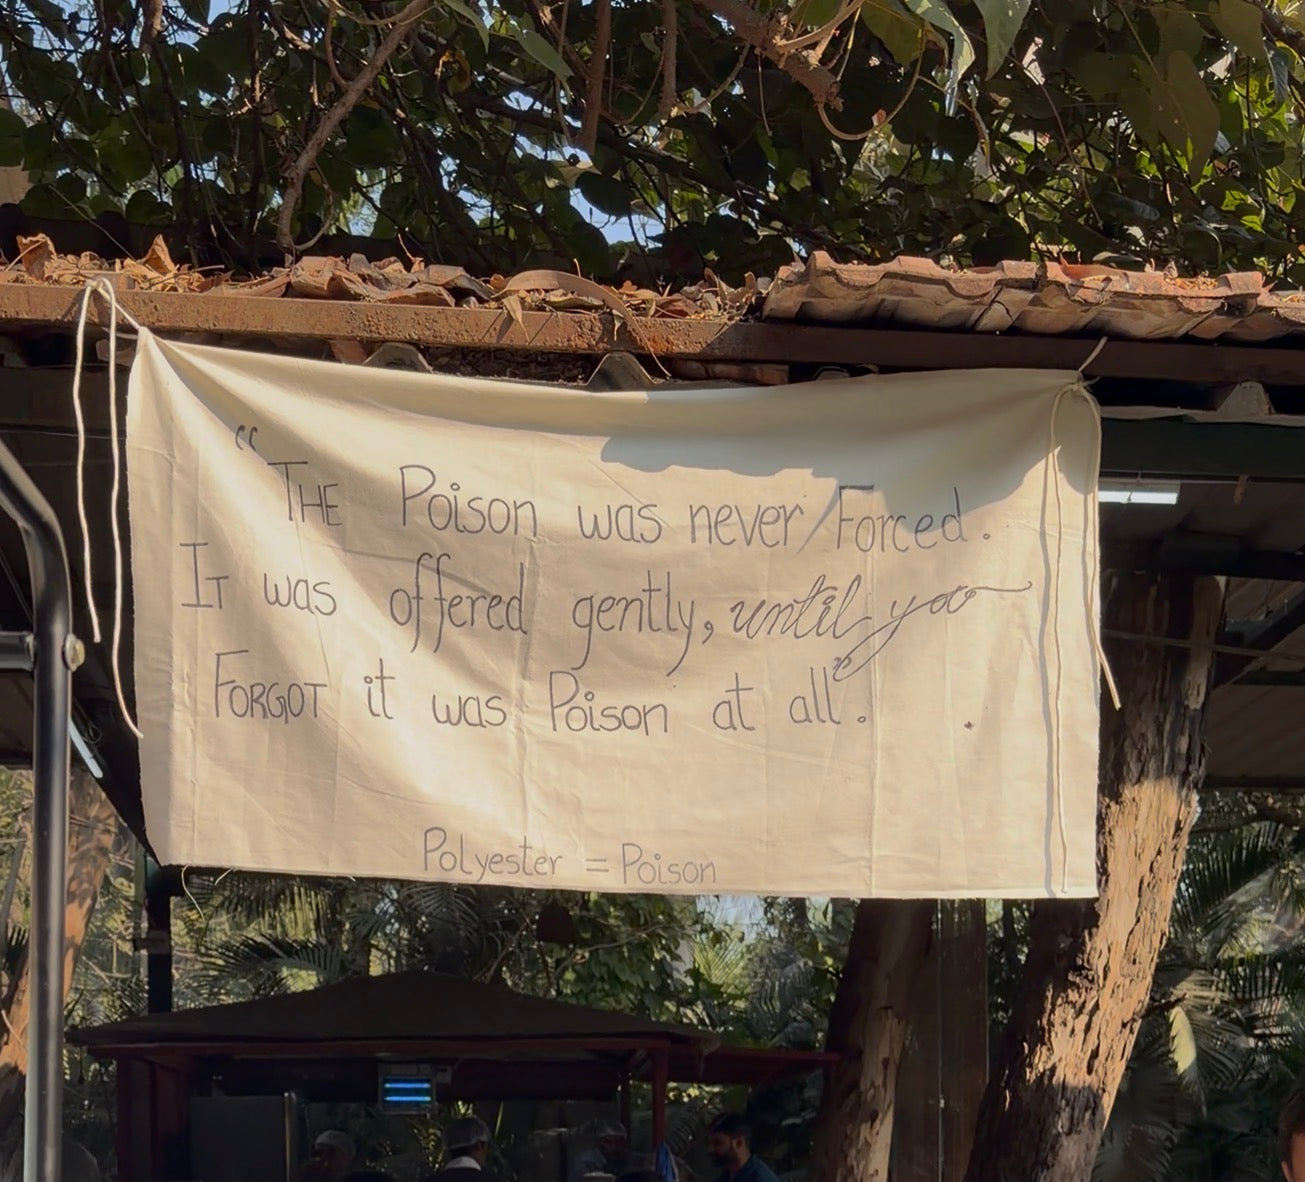 “THE Poison was never Forced.
IT was offered gently, until you
FORGOT it was Poison at all”.
Polyester = Poison